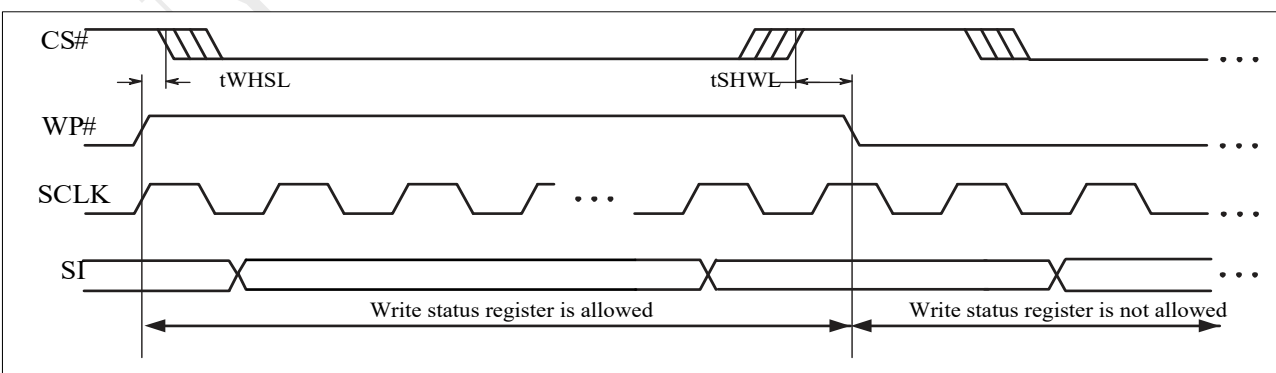 CS#
tWHSL
tSHWL
WP#
SCLK
SI
Write status register is allowed
Write status register is not allowed